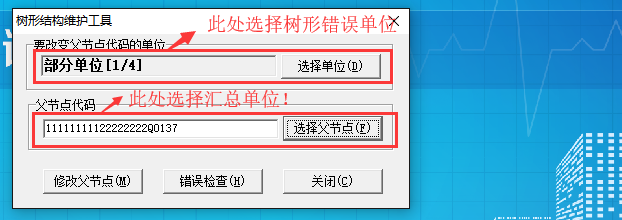 树形结构维护工具
此处选择树形错误单位
要改变父节点代码的单位
部分单位[1/4]
选择单位(D)
父节点代码
此处选择汇总单位！
11111111122222222Q0137
选择父节点(F)
修改父节点(M)
错误检查(H)
关闭(C)